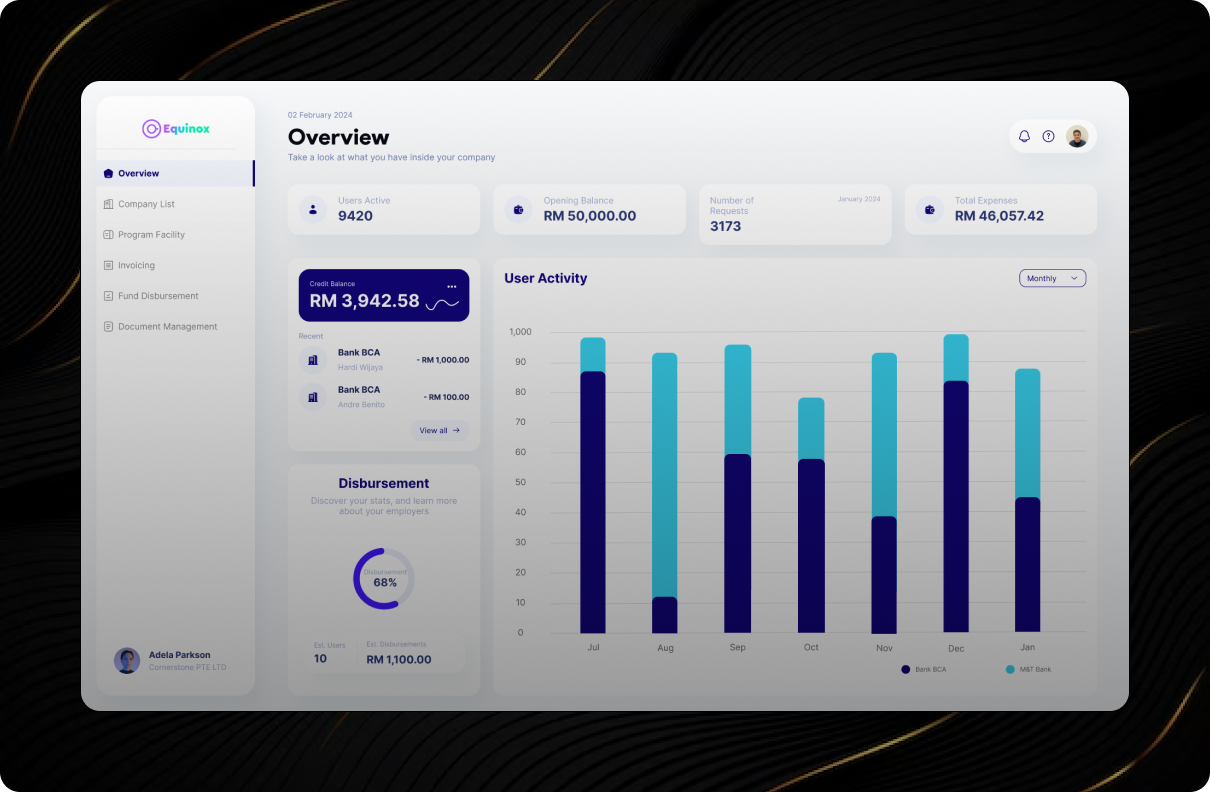 Equinox
Overview
Company List
Program Facility
Invoicing
Fund Disbursement
Document Management
Adela Parkson
Cornerstone PTE LTD
02 February 2024
Overview
Take a look at what you have inside your company
Users Active
9420
Opening Balance
RM 50,000.00
Number of
Requests
January 2024
3173
Total Expenses
RM 46,057.42
Credit Balance
RM 3,942.58
Recent
Bank BCA
Hardi Wijaya
- RM 1,000.00
Bank BCA
Andre Benito
- RM 100.00
View all
Disbursement
Discover your stats, and learn more
about your employers
Disbursement
68%
Est. Users
10
Est. Disbursements
RM 1,100.00
User Activity
Monthly
1,000
90
80
70
60
50
40
30
20
10
0
Jul
Aug
Sep
Oct
Nov
Dec
Jan
Bank BCA
M&T Bank